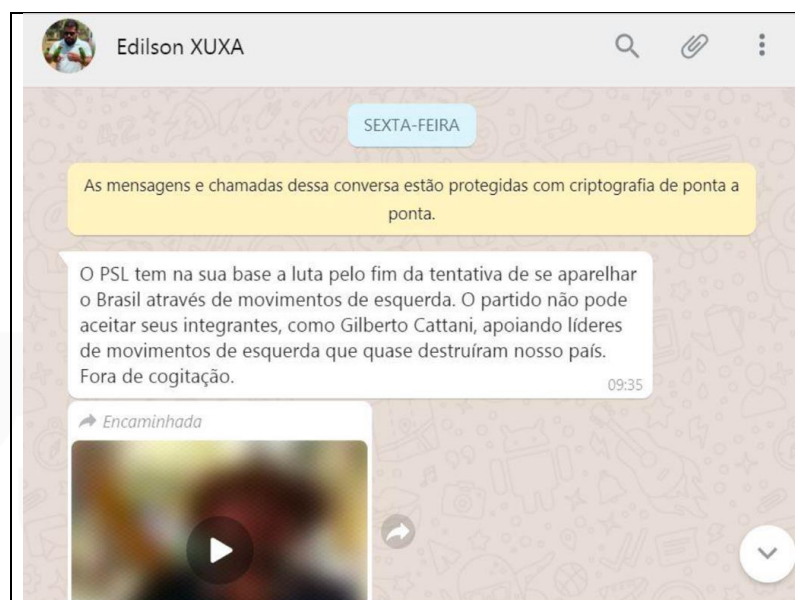 Edilson XUXA
SEXTA-FEIRA
As mensagens e chamadas dessa conversa estão protegidas com criptografia de ponta a
ponta.
O PSL tem na sua base a luta pelo fim da tentativa de se aparelhar
o Brasil através de movimentos de esquerda. O partido não pode
aceitar seus integrantes, como Gilberto Cattani, apoiando líderes
de movimentos de esquerda que quase destruíram nosso país.
Fora de cogitação.
09:35
Encaminhada